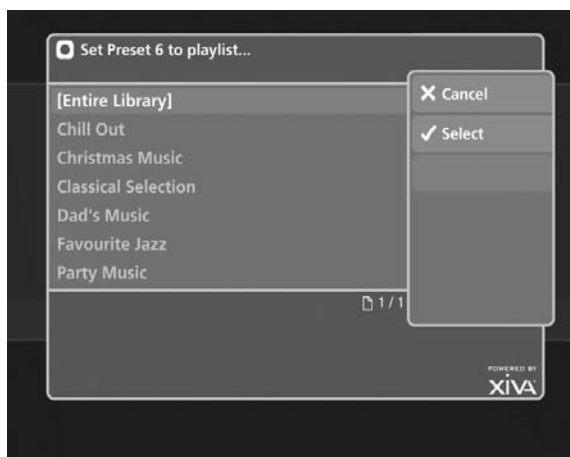 Set Preset 6 to playlist...
[Entire Library]
Chill Out
Christmas Music
Classical Selection
Dad's Music
Favourite Jazz
Party Music
1 / 1
Cancel
Select
POWERED BY
XiVA